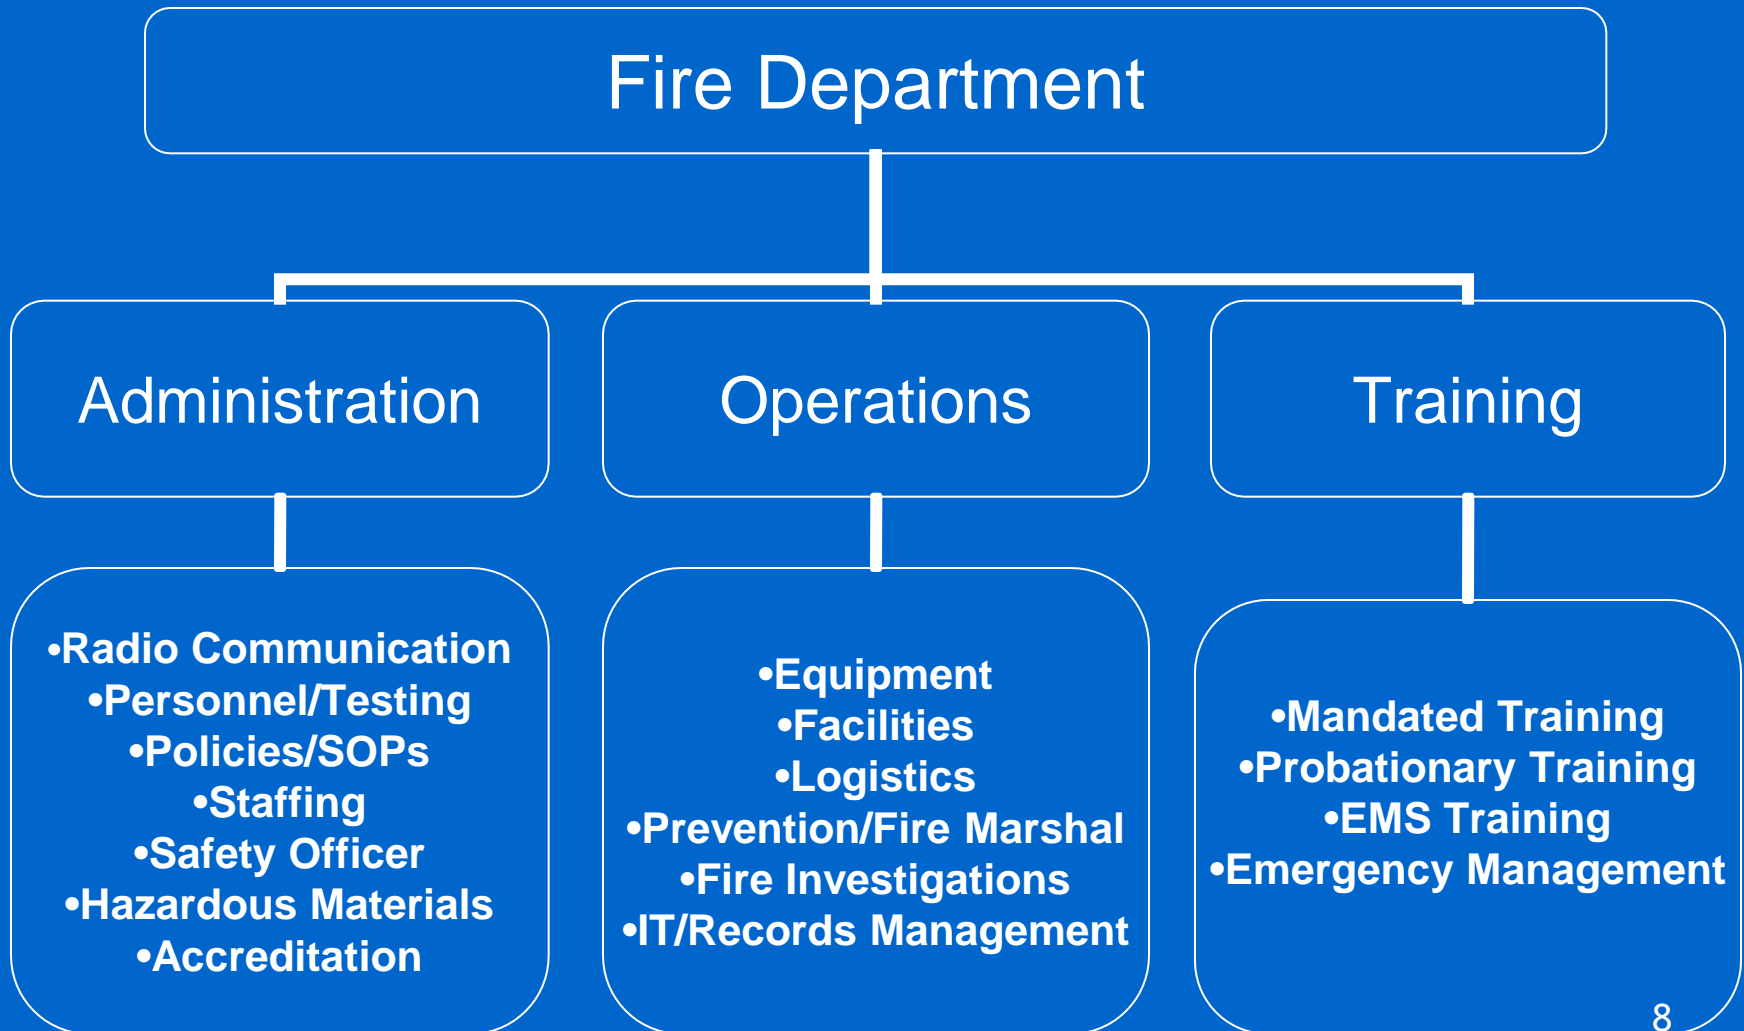 Fire Department
Administration
Operations
Training
•Radio Communication
•Personnel/Testing
•Policies/SOPs
•Staffing
•Safety Officer
•Hazardous Materials
•Accreditation
•Equipment
•Facilities
•Logistics
•Prevention/Fire Marshal
•Fire Investigations
•IT/Records Management
•Mandated Training
•Probationary Training
•EMS Training
•Emergency Management
8